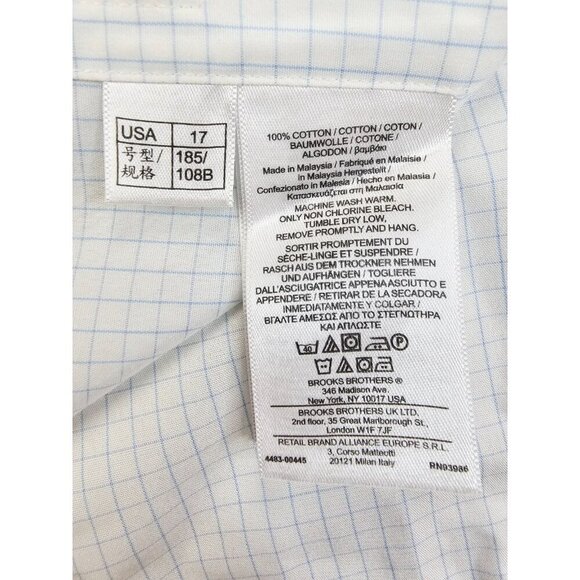 USA 17
号型/ 185/
规格 108B
100% COTTON / COTTON / COTON /
BAUMWOLLE / COTONE /
ALGODON / βαμβάκι
Made in Malaysia / Fabriqué en Malaisie /
in Malaysia Hergestellt /
Confezionato in Malesia / Hecho en Malasia /
Κατασκευάζεται στη Μαλαισία
MACHINE WASH WARM.
ONLY NON CHLORINE BLEACH.
TUMBLE DRY LOW,
REMOVE PROMPTLY AND HANG.
SORTIR PROMPTEMENT DU
SÈCHE-LINGE ET SUSPENDRE /
RASCH AUS DEM TROCKNER NEHMEN
UND AUFHÄNGEN / TOGLIERE
DALL'ASCIUGATRICE APPENA ASCIUTTO E
APPENDERE / RETIRAR DE LA SECADORA
INMEDIATAMENTE Y COLGAR /
ΒΓΑΛΤΕ ΑΜΕΣΩΣ ΑΠΟ ΤΟ ΣΤΕΓΝΩΤΗΡΑ
ΚΑΙ ΑΠΛΩΣΤΕ
40 P
BROOKS BROTHERS ®
346 Madison Ave.
New York, NY 10017 USA
BROOKS BROTHERS UK LTD,
2nd floor, 35 Great Marlborough St.,
London W1F 7JF
RETAIL BRAND ALLIANCE EUROPE S.R.L.
3, Corso Matteotti
20121 Milan Italy
4493-00445 RN93986